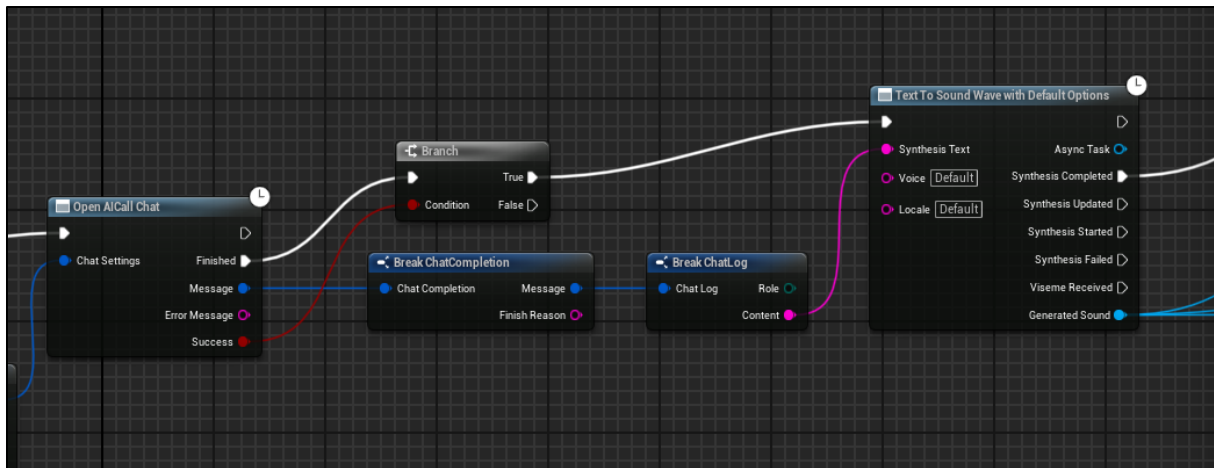 Open AICall Chat
Chat Settings
Finished
Message
Error Message
Success
Branch
True
Condition
False
Break ChatCompletion
Chat Completion
Message
Finish Reason
Break ChatLog
Chat Log
Role
Content
Text To Sound Wave with Default Options
Synthesis Text
Async Task
Voice Default
Synthesis Completed
Locale Default
Synthesis Updated
Synthesis Started
Synthesis Failed
Viseme Received
Generated Sound